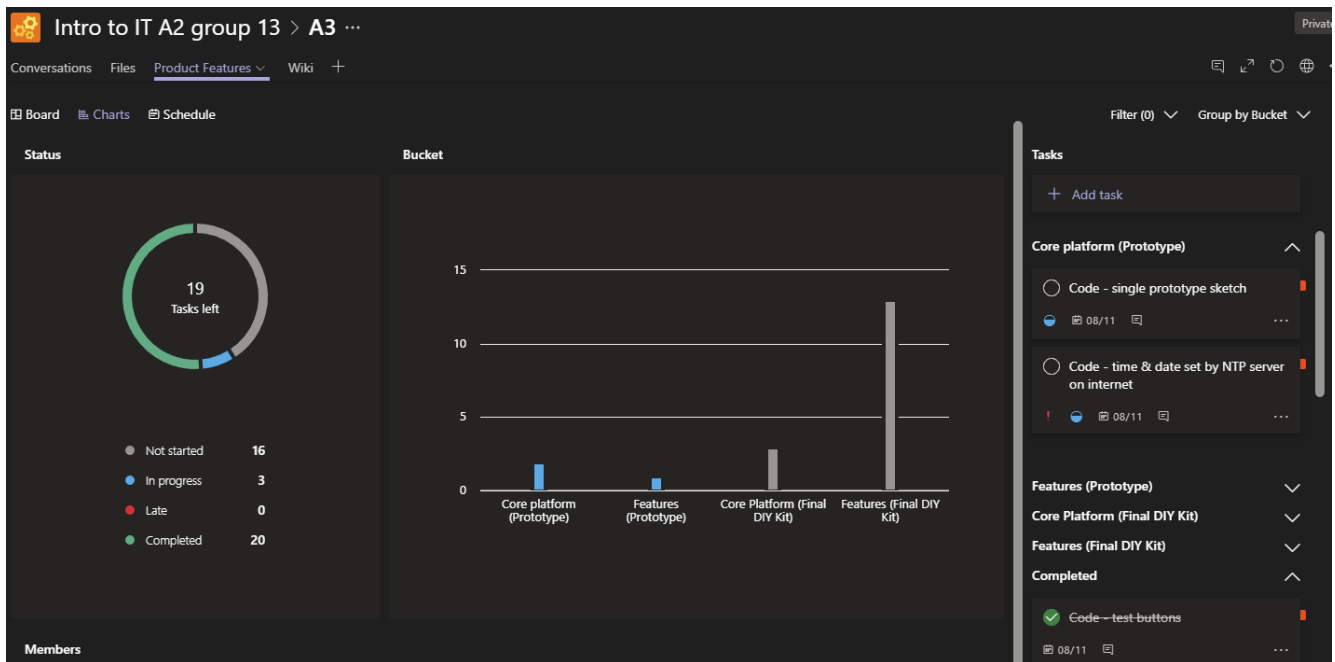 Intro to IT A2 group 13 > A3 ···
Private
Conversations Files Product Features Wiki +
Board Charts Schedule
Filter (0) Group by Bucket
Status
19
Tasks left
Not started 16
In progress 3
Late 0
Completed 20
Bucket
15
10
5
0
Core platform (Prototype)
Features (Prototype)
Core Platform (Final DIY Kit)
Features (Final DIY Kit)
Tasks
+ Add task
Core platform (Prototype)
Code - single prototype sketch
08/11 ···
Code - time & date set by NTP server
on internet
! 08/11 ···
Features (Prototype)
Core Platform (Final DIY Kit)
Features (Final DIY Kit)
Completed
Code - test buttons
08/11 ···
Members